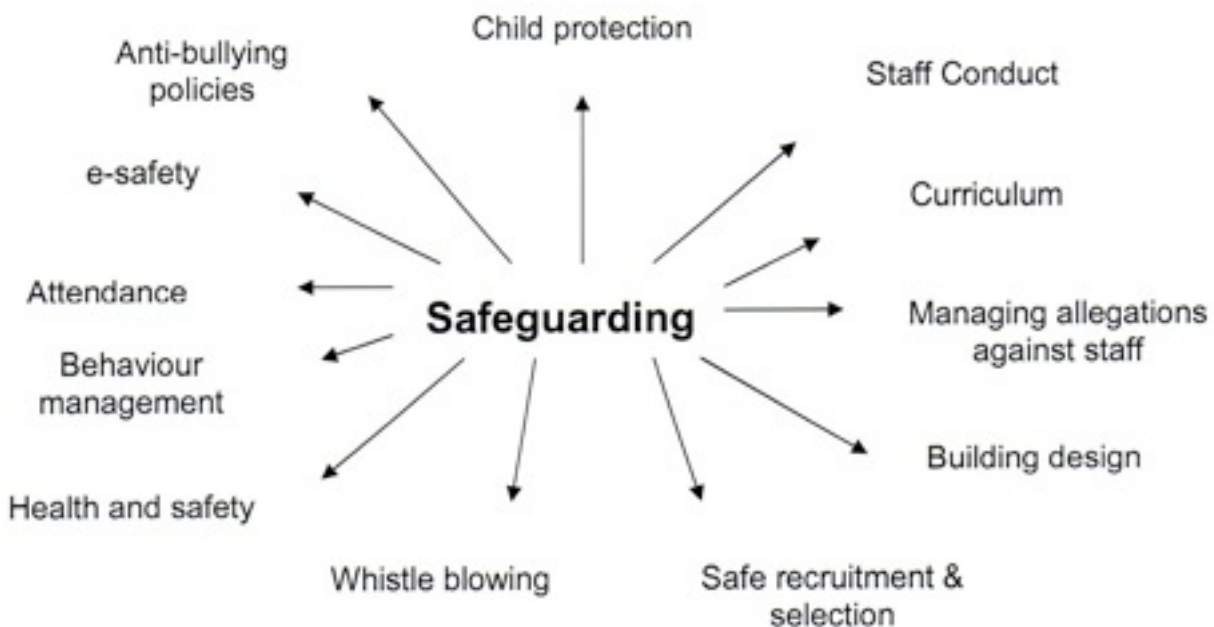 Child protection
Anti-bullying
policies
Staff Conduct
e-safety
Curriculum
Attendance
Safeguarding
Managing allegations
against staff
Behaviour
management
Building design
Health and safety
Whistle blowing
Safe recruitment &
selection